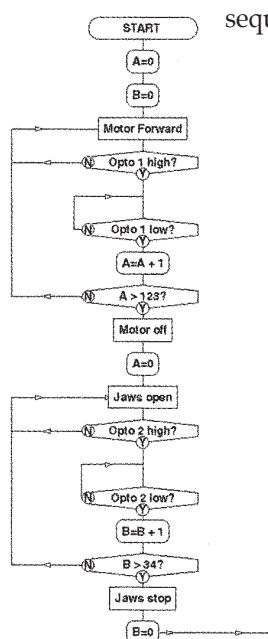 sequ
START
A=0
B=0
Motor Forward
N Opto 1 high?
Y
N Opto 1 low?
Y
A=A + 1
N A > 123?
Y
Motor off
A=0
Jaws open
N Opto 2 high?
Y
N Opto 2 low?
Y
B=B + 1
N B > 34?
Y
Jaws stop
B=0